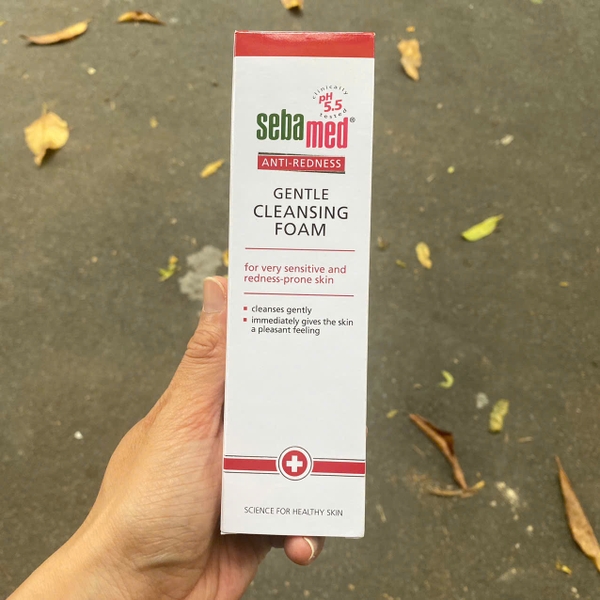 clinically
pH
5.5
tested
sebamed®
ANTI-REDNESS
GENTLE
CLEANSING
FOAM
for very sensitive and
redness-prone skin
cleanses gently
immediately gives the skin
a pleasant feeling
SCIENCE FOR HEALTHY SKIN